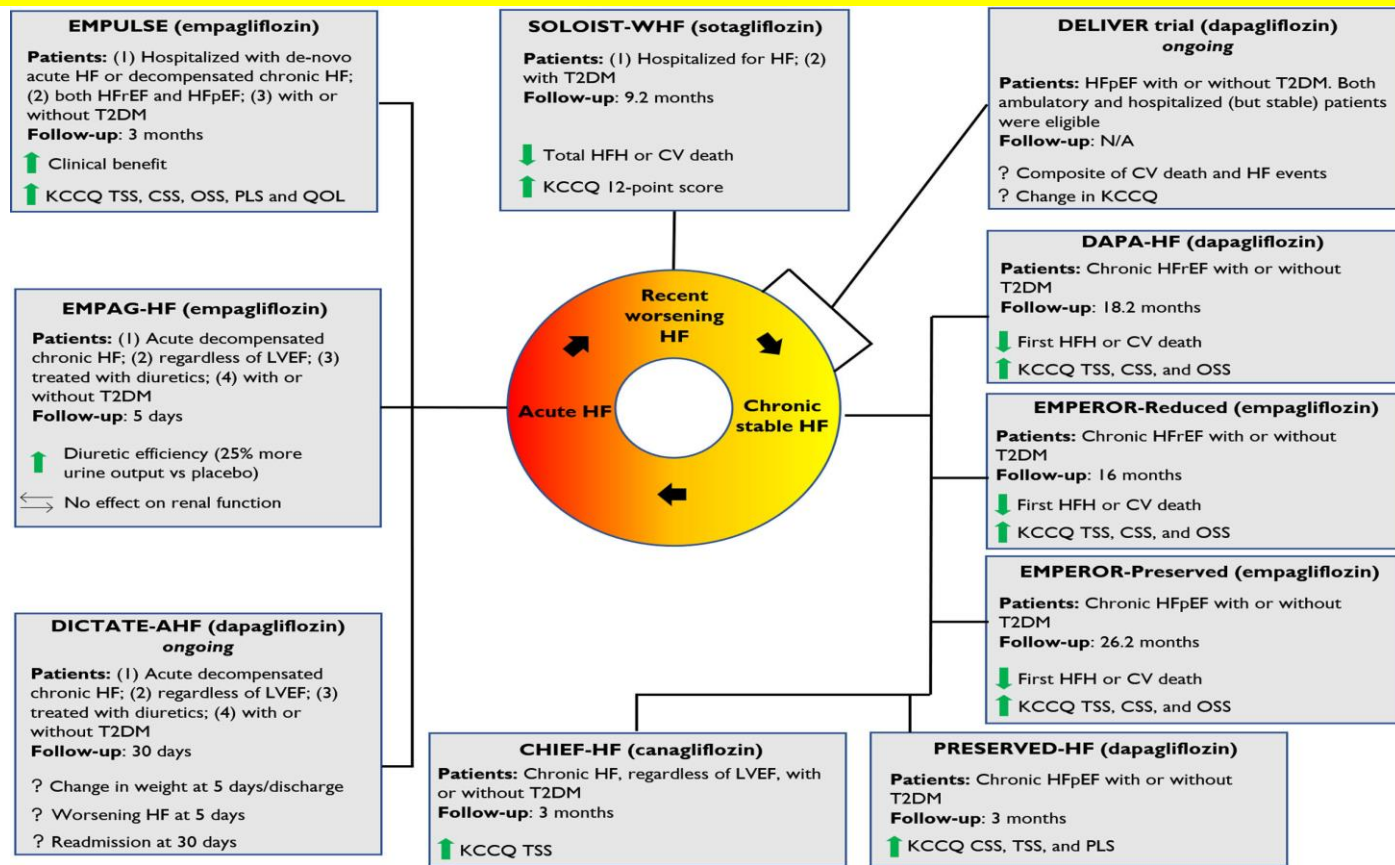 EMPULSE (empagliflozin)
Patients: (1) Hospitalized with de-novo
acute HF or decompensated chronic HF;
(2) both HFrEF and HFpEF; (3) with or
without T2DM
Follow-up: 3 months
Clinical benefit
KCCQ TSS, CSS, OSS, PLS and QOL
SOLOIST-WHF (sotagliflozin)
Patients: (1) Hospitalized for HF; (2)
with T2DM
Follow-up: 9.2 months
Total HFH or CV death
KCCQ 12-point score
DELIVER trial (dapagliflozin)
ongoing
Patients: HFpEF with or without T2DM. Both
ambulatory and hospitalized (but stable) patients
were eligible
Follow-up: N/A
? Composite of CV death and HF events
? Change in KCCQ
EMPAG-HF (empagliflozin)
Patients: (1) Acute decompensated
chronic HF; (2) regardless of LVEF; (3)
treated with diuretics; (4) with or
without T2DM
Follow-up: 5 days
Diuretic efficiency (25% more
urine output vs placebo)
No effect on renal function
Recent
worsening
HF
Acute HF
Chronic
stable HF
DAPA-HF (dapagliflozin)
Patients: Chronic HFrEF with or without
T2DM
Follow-up: 18.2 months
First HFH or CV death
KCCQ TSS, CSS, and OSS
EMPEROR-Reduced (empagliflozin)
Patients: Chronic HFrEF with or without
T2DM
Follow-up: 16 months
First HFH or CV death
KCCQ TSS, CSS, and OSS
EMPEROR-Preserved (empagliflozin)
Patients: Chronic HFpEF with or without
T2DM
Follow-up: 26.2 months
First HFH or CV death
KCCQ TSS, CSS, and OSS
DICTATE-AHF (dapagliflozin)
ongoing
Patients: (1) Acute decompensated
chronic HF; (2) regardless of LVEF; (3)
treated with diuretics; (4) with or
without T2DM
Follow-up: 30 days
? Change in weight at 5 days/discharge
? Worsening HF at 5 days
? Readmission at 30 days
CHIEF-HF (canagliflozin)
Patients: Chronic HF, regardless of LVEF, with
or without T2DM
Follow-up: 3 months
KCCQ TSS
PRESERVED-HF (dapagliflozin)
Patients: Chronic HFpEF with or without
T2DM
Follow-up: 3 months
KCCQ CSS, TSS, and PLS